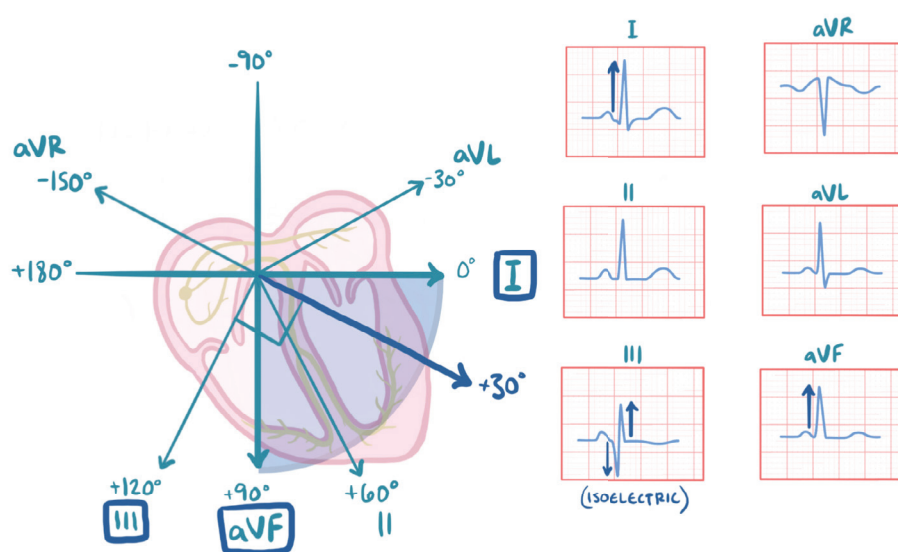 -90°
aVR
-150°
aVL
-30°
+180°
0°
I
+30°
+120°
III
+90°
aVF
+60°
II
I
aVR
II
aVL
III
aVF
(ISOELECTRIC)